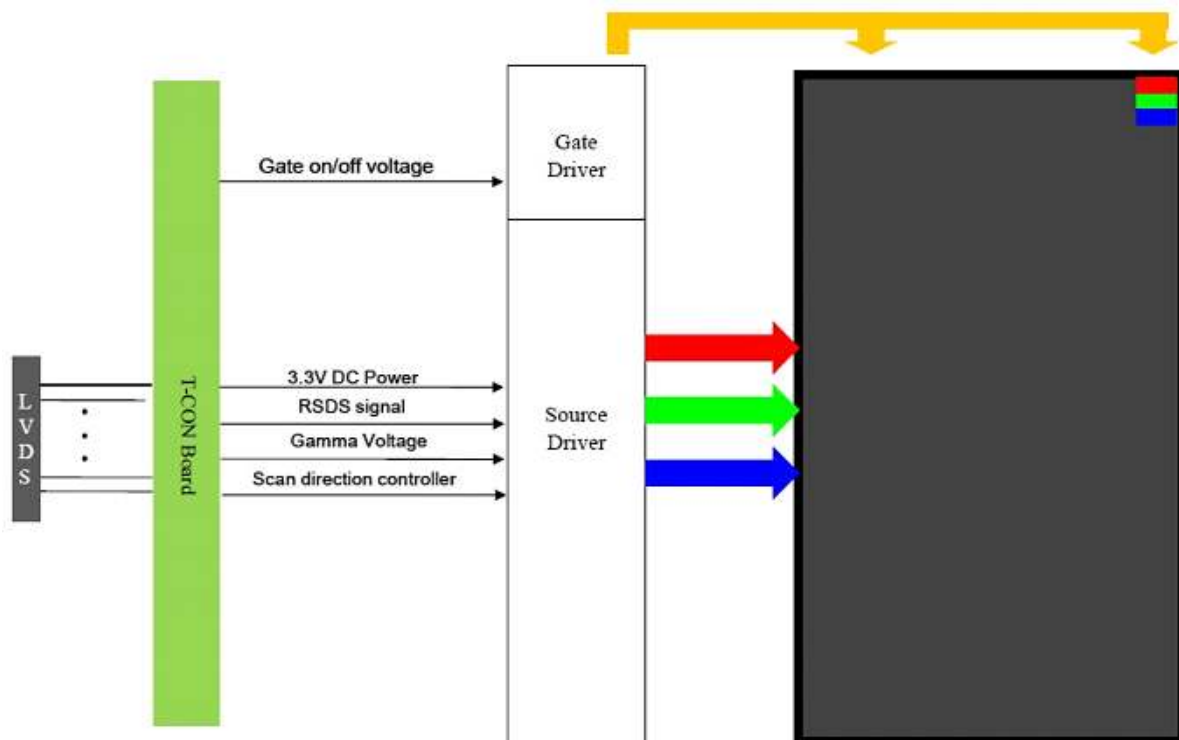 LVDS
T-CON Board
Gate on/off voltage
3.3V DC Power
RSDS signal
Gamma Voltage
Scan direction controller
Gate
Driver
Source
Driver